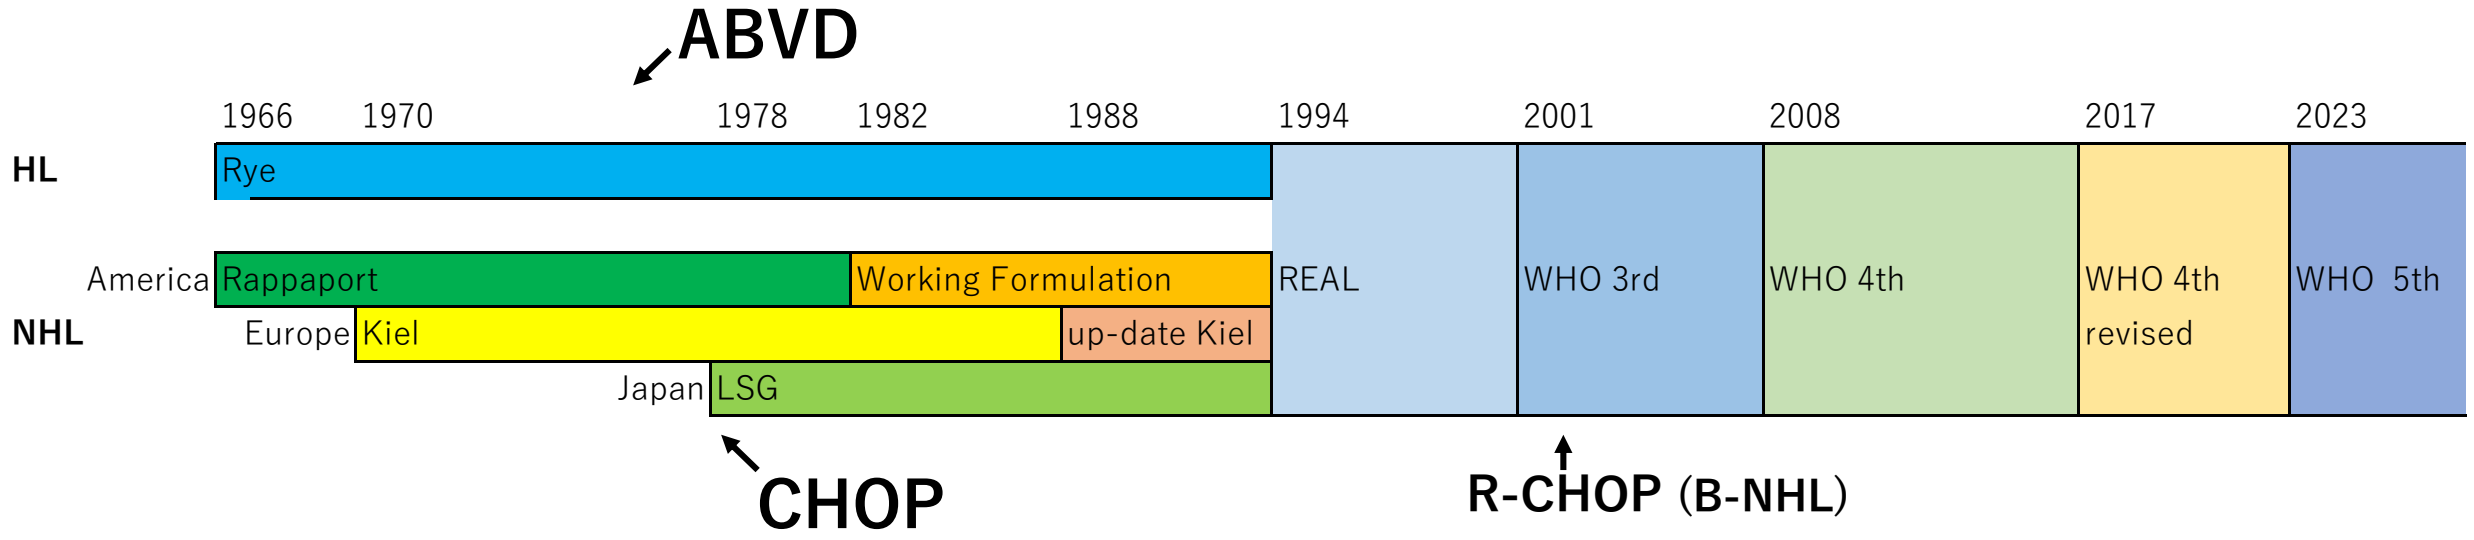 ABVD
1966 1970 1978 1982 1988 1994 2001 2008 2017 2023
HL Rye
America Rappaport Working Formulation REAL WHO 3rd WHO 4th WHO 4th WHO 5th
NHL Europe Kiel up-date Kiel revised
Japan LSG
CHOP R-CHOP (B-NHL)